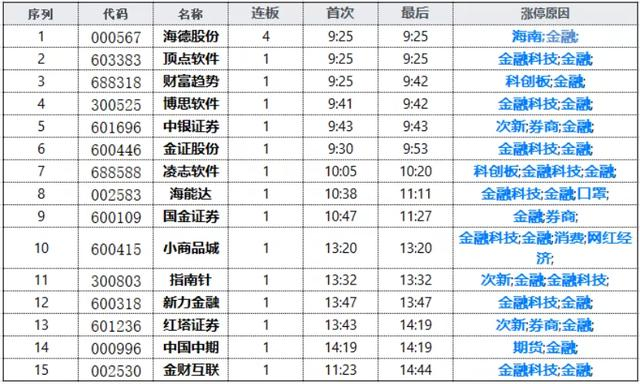 序列 代码 名称 连板 首次 最后 涨停原因
1 000567 海德股份 4 9:25 9:25 海南;金融;
2 603383 顶点软件 1 9:25 9:25 金融科技;金融;
3 688318 财富趋势 1 9:25 9:42 科创板;金融;
4 300525 博思软件 1 9:41 9:42 金融科技;金融;
5 601696 中银证券 1 9:43 9:43 次新;券商;金融;
6 600446 金证股份 1 9:30 9:53 金融科技;金融;
7 688588 凌志软件 1 10:05 10:20 科创板;金融科技;金融;
8 002583 海能达 1 10:38 11:11 金融科技;金融;口罩;
9 600109 国金证券 1 10:47 11:27 金融;券商;
10 600415 小商品城 1 13:20 13:20 金融科技;金融;消费;网红经
济;
11 300803 指南针 1 13:32 13:32 次新;金融;金融科技;
12 600318 新力金融 1 13:47 13:47 金融科技;金融;
13 601236 红塔证券 1 13:43 14:19 次新;券商;金融;
14 000996 中国中期 1 14:19 14:19 期货;金融;
15 002530 金财互联 1 11:23 14:44 金融科技;金融;